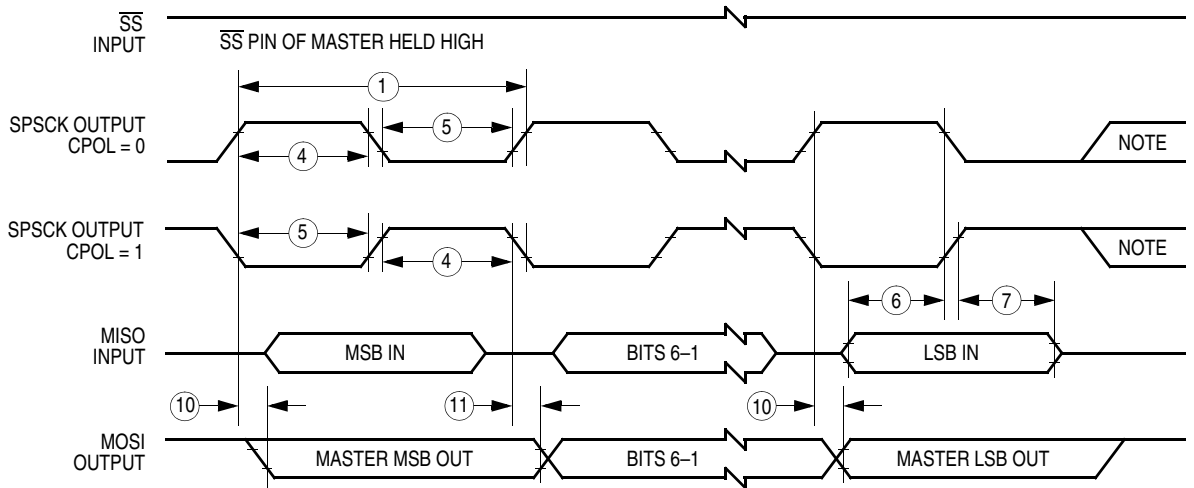 SS
INPUT
SS PIN OF MASTER HELD HIGH
1
SPSCK OUTPUT
CPOL = 0
5
4
NOTE
SPSCK OUTPUT
CPOL = 1
5
4
NOTE
6
7
MISO
INPUT
MSB IN
BITS 6–1
LSB IN
10
11
10
MOSI
OUTPUT
MASTER MSB OUT
BITS 6–1
MASTER LSB OUT